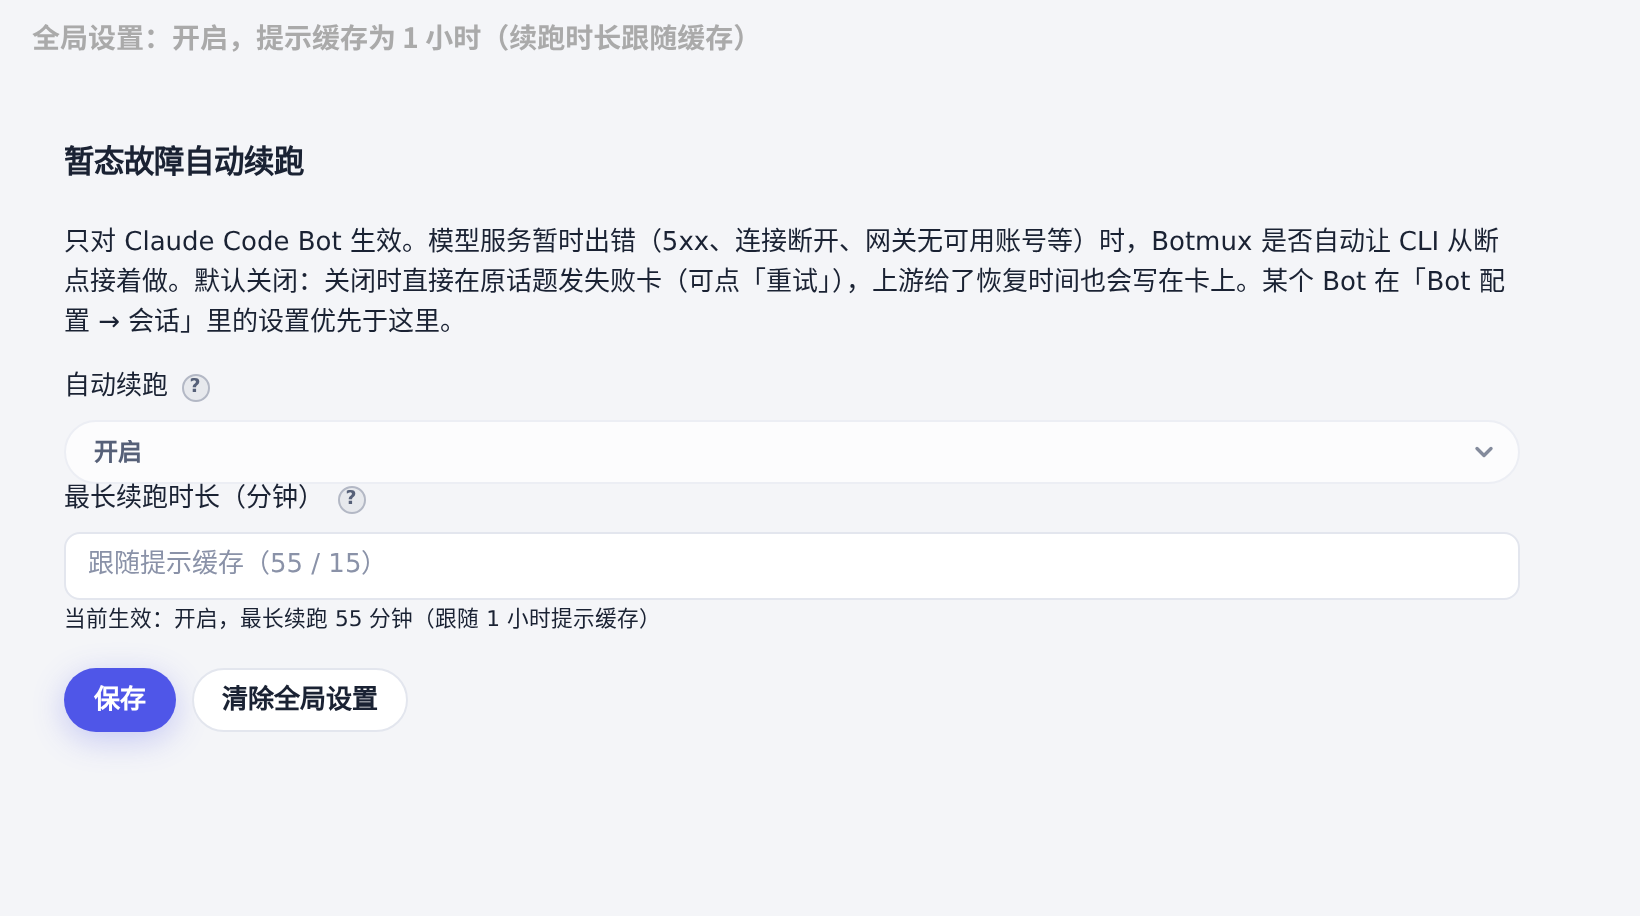 全局设置：开启，提示缓存为 1 小时（续跑时长跟随缓存）
暂态故障自动续跑
只对 Claude Code Bot 生效。模型服务暂时出错（5xx、连接断开、网关无可用账号等）时，Botmux 是否自动让 CLI 从断
点接着做。默认关闭：关闭时直接在原话题发失败卡（可点「重试」），上游给了恢复时间也会写在卡上。某个 Bot 在「Bot 配
置 → 会话」里的设置优先于这里。
自动续跑 ?
开启
最长续跑时长（分钟） ?
跟随提示缓存（55 / 15）
当前生效：开启，最长续跑 55 分钟（跟随 1 小时提示缓存）
保存 清除全局设置